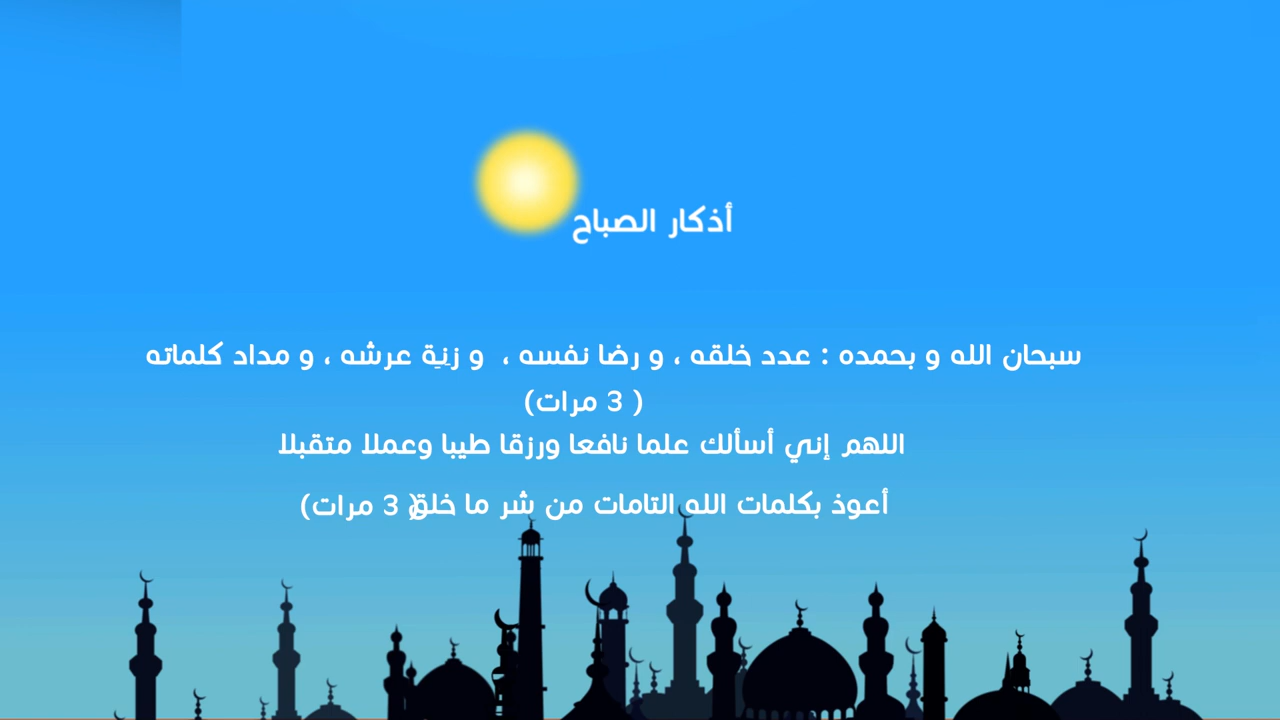 أذكار الصباح
سبحان الله و بحمده : عدد خلقه ، و رضا نفسه ، و زنِة عرشه ، و مداد كلماته
( 3 مرات)
اللهم إني أسألك علما نافعا ورزقا طيبا وعملا متقبلا
أعوذ بكلمات الله التامات من شر ما خلق( 3 مرات)